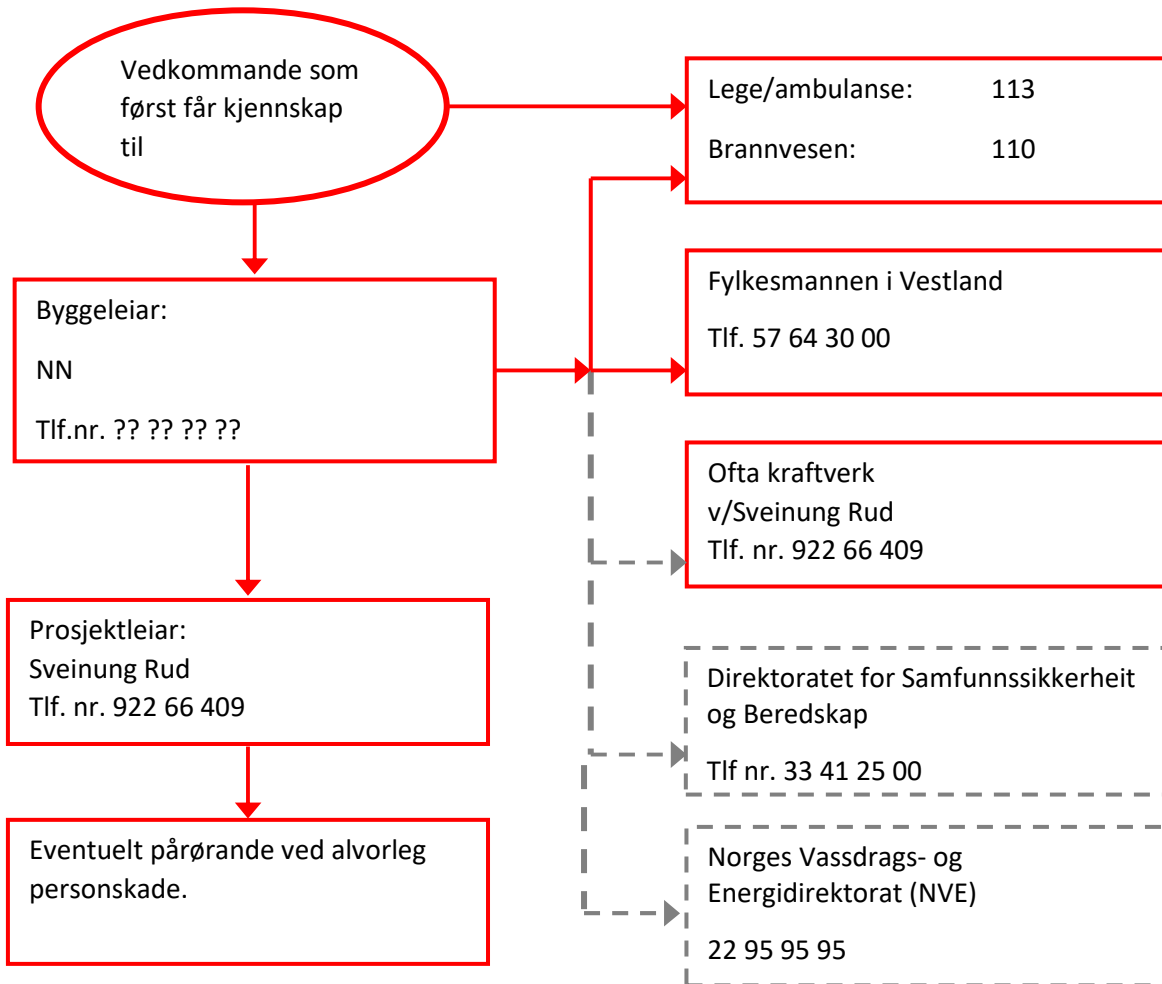 Vedkommande som
først får kjennskap
til
Lege/ambulanse: 113
Brannvesen: 110
Byggeleiar:
NN
Tlf.nr. ?? ?? ?? ??
Fylkesmannen i Vestland
Tlf. 57 64 30 00
Ofta kraftverk
v/Sveinung Rud
Tlf. nr. 922 66 409
Prosjektleiar:
Sveinung Rud
Tlf. nr. 922 66 409
Direktoratet for Samfunnssikkerheit
og Beredskap
Tlf nr. 33 41 25 00
Eventuelt pårørande ved alvorleg
personskade.
Norges Vassdrags- og
Energidirektorat (NVE)
22 95 95 95